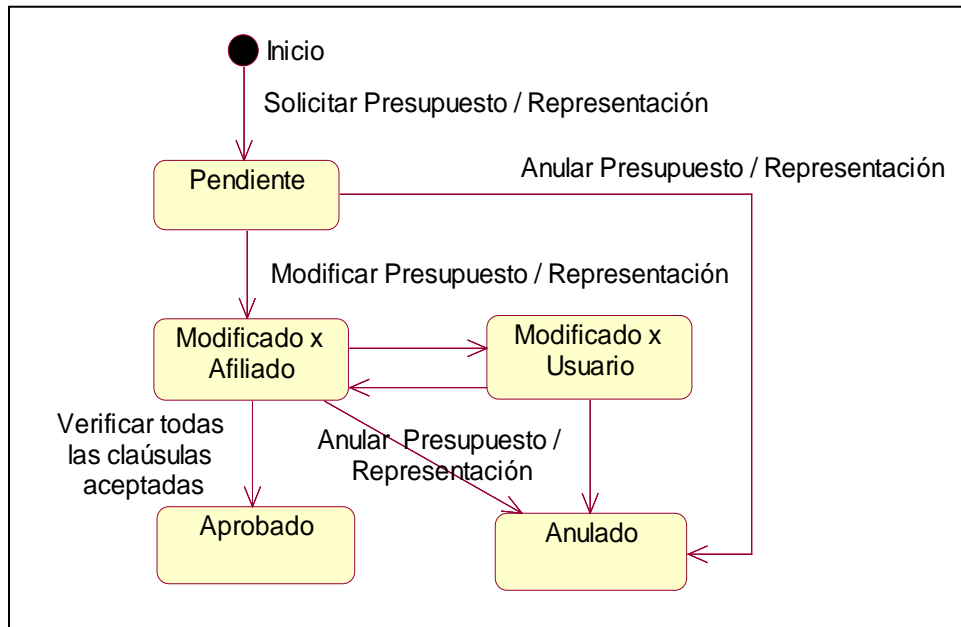 Inicio
Solicitar Presupuesto / Representación
Pendiente
Anular Presupuesto / Representación
Modificar Presupuesto / Representación
Modificado x
Afiliado
Modificado x
Usuario
Verificar todas
las claúsulas
aceptadas
Anular Presupuesto /
Representación
Aprobado
Anulado